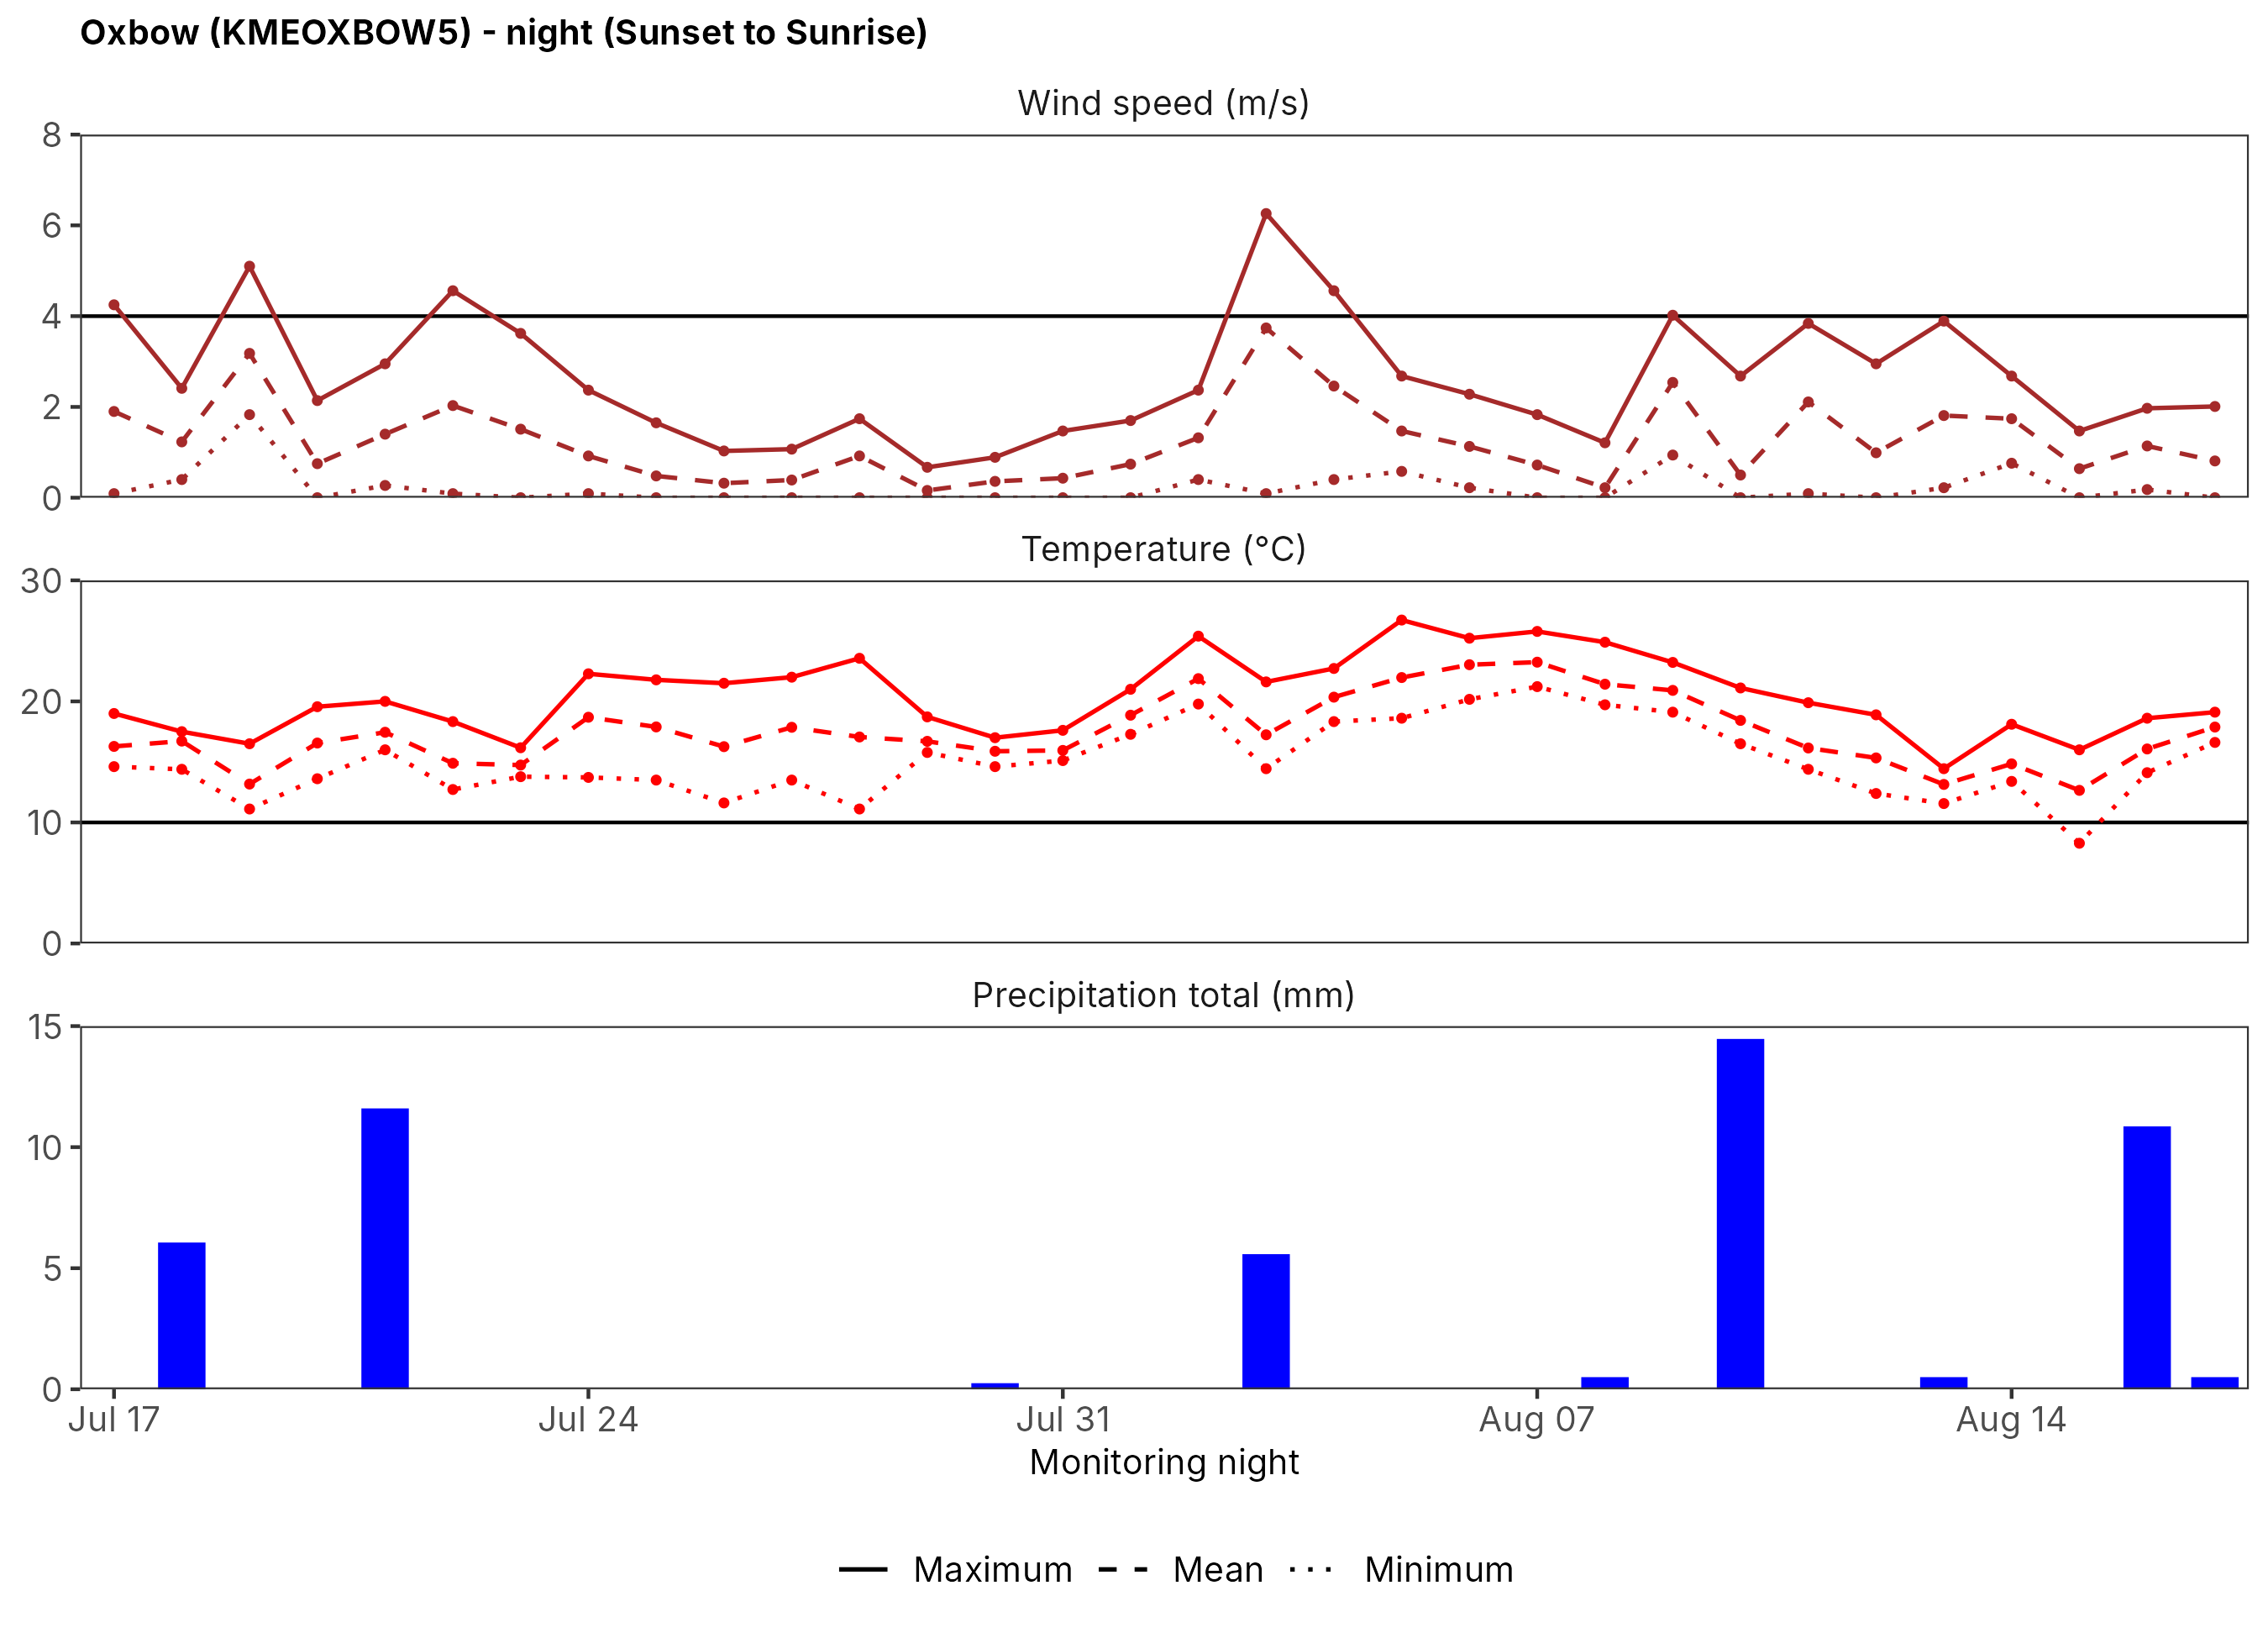 Oxbow (KMEOXBOW5) - night (Sunset to Sunrise)
Wind speed (m/s)
8
6
4
2
0
Temperature (°C)
30
20
10
0
Precipitation total (mm)
15
10
5
0
Jul 17 Jul 24 Jul 31 Aug 07 Aug 14
Monitoring night
Maximum Mean Minimum